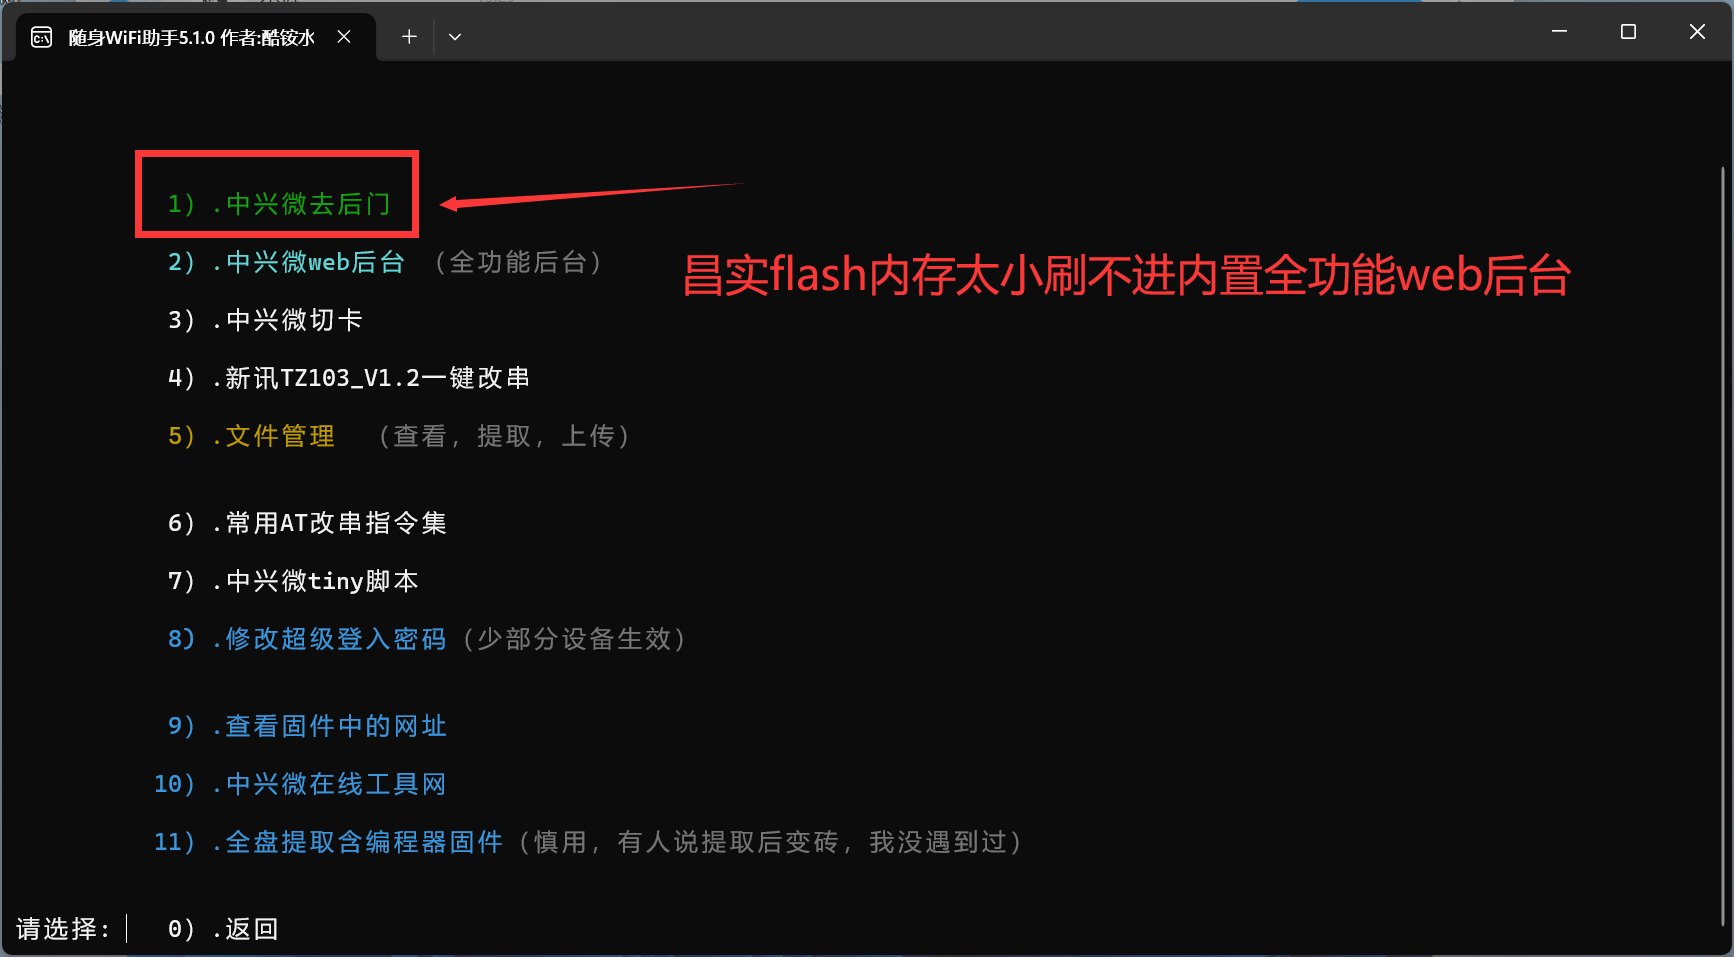 随身WiFi助手5.1.0 作者:酷铵水
1) .中兴微去后门
2) .中兴微web后台 （全功能后台）
昌实flash内存太小刷不进内置全功能web后台
3) .中兴微切卡
4) .新讯TZ103_V1.2一键改串
5) .文件管理 （查看，提取，上传）
6) .常用AT改串指令集
7) .中兴微tiny脚本
8) .修改超级登入密码（少部分设备生效）
9) .查看固件中的网址
10) .中兴微在线工具网
11) .全盘提取含编程器固件（慎用，有人说提取后变砖，我没遇到过）
请选择: 0) .返回